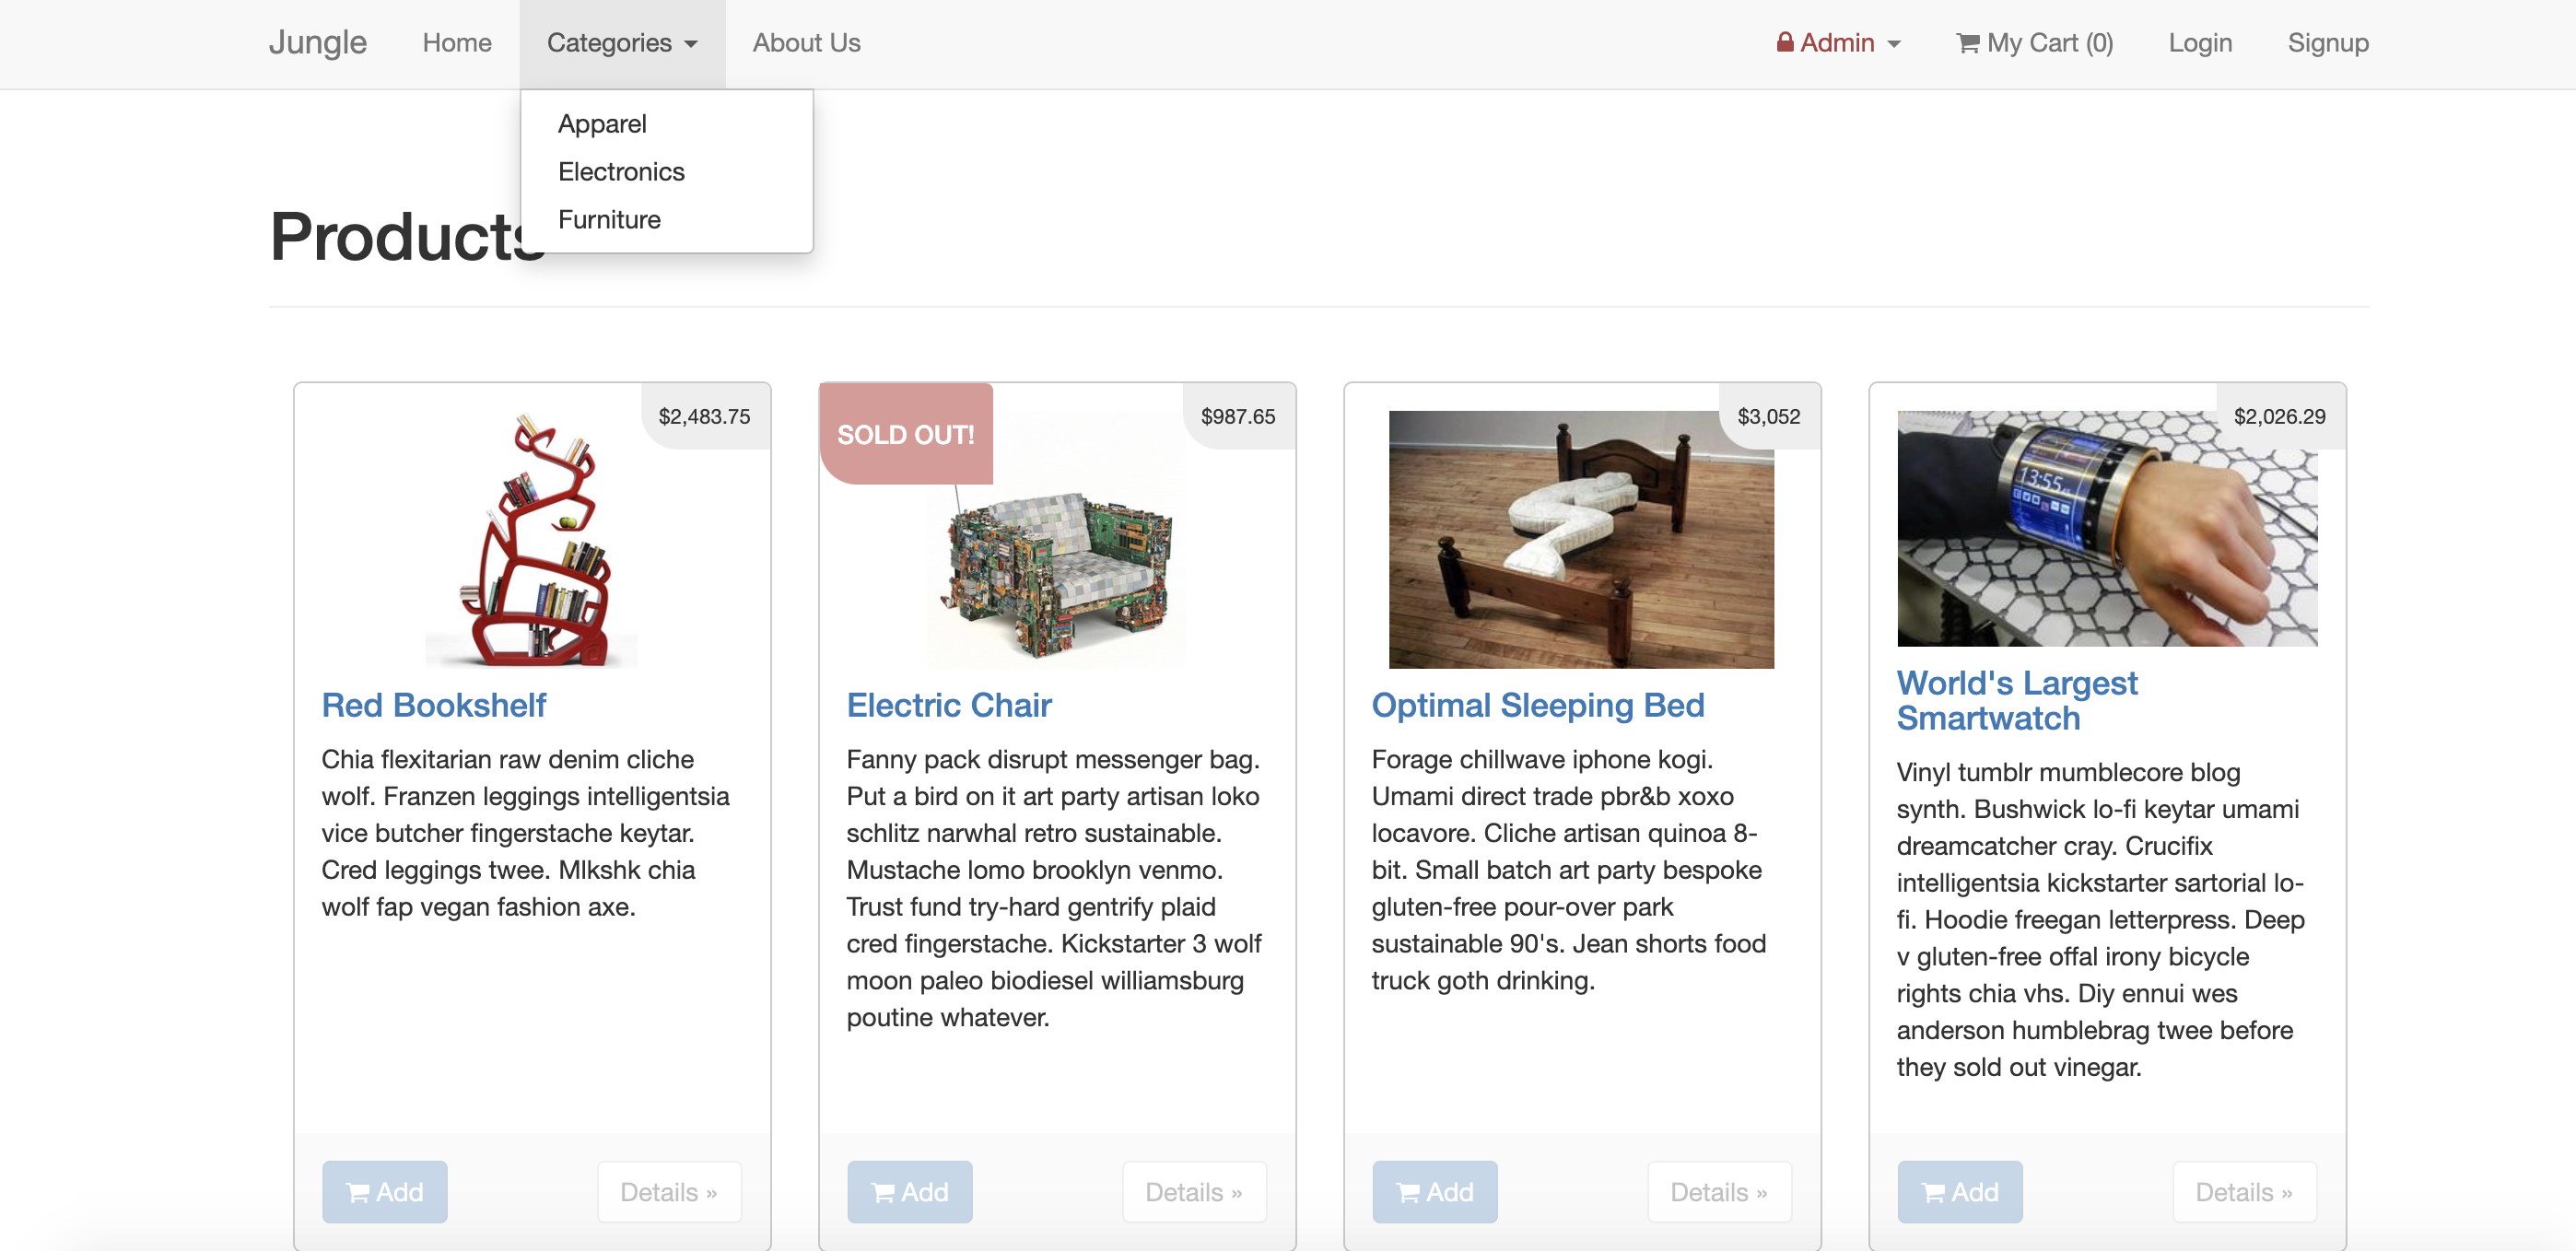 Jungle Home Categories About Us Admin My Cart (0) Login Signup
Apparel
Electronics
Furniture
Products
$2,483.75
Red Bookshelf
Chia flexitarian raw denim cliche
wolf. Franzen leggings intelligentsia
vice butcher fingerstache keytar.
Cred leggings twee. Mlkshk chia
wolf fap vegan fashion axe.
Add Details »
SOLD OUT! $987.65
Electric Chair
Fanny pack disrupt messenger bag.
Put a bird on it art party artisan loko
schlitz narwhal retro sustainable.
Mustache lomo brooklyn venmo.
Trust fund try-hard gentrify plaid
cred fingerstache. Kickstarter 3 wolf
moon paleo biodiesel williamsburg
poutine whatever.
Add Details »
$3,052
Optimal Sleeping Bed
Forage chillwave iphone kogi.
Umami direct trade pbr&b xoxo
locavore. Cliche artisan quinoa 8-
bit. Small batch art party bespoke
gluten-free pour-over park
sustainable 90's. Jean shorts food
truck goth drinking.
Add Details »
$2,026.29
13:55
World's Largest
Smartwatch
Vinyl tumblr mumblecore blog
synth. Bushwick lo-fi keytar umami
dreamcatcher cray. Crucifix
intelligentsia kickstarter sartorial lo-
fi. Hoodie freegan letterpress. Deep
v gluten-free offal irony bicycle
rights chia vhs. Diy ennui wes
anderson humblebrag twee before
they sold out vinegar.
Add Details »